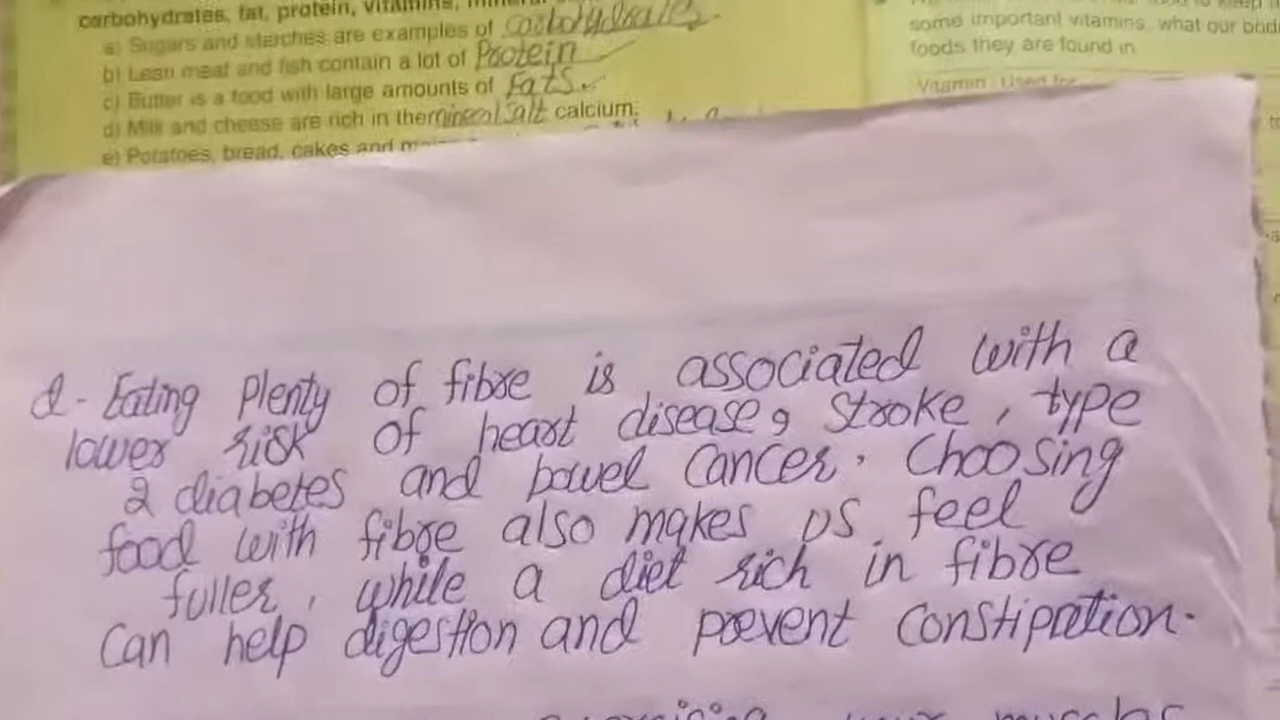 carbohydrates, fat, protein, vitamins,
a) Sugars and starches are examples of carbohydrates.
b) Lean meat and fish contain a lot of Protein
c) Butter is a food with large amounts of Fats.
d) Milk and cheese are rich in the mineral salt calcium.
e) Potatoes, bread, cakes and
some important vitamins, what our
foods they are found in
Vitamin Used for
2- Eating Plenty of fibre is associated with a
lower risk of heart disease, Stroke, type
2 diabetes and bowel Cancer. Choosing
food with fibre also makes us feel
fuller, while a diet rich in fibre
Can help digestion and prevent Constipation.
your muscles